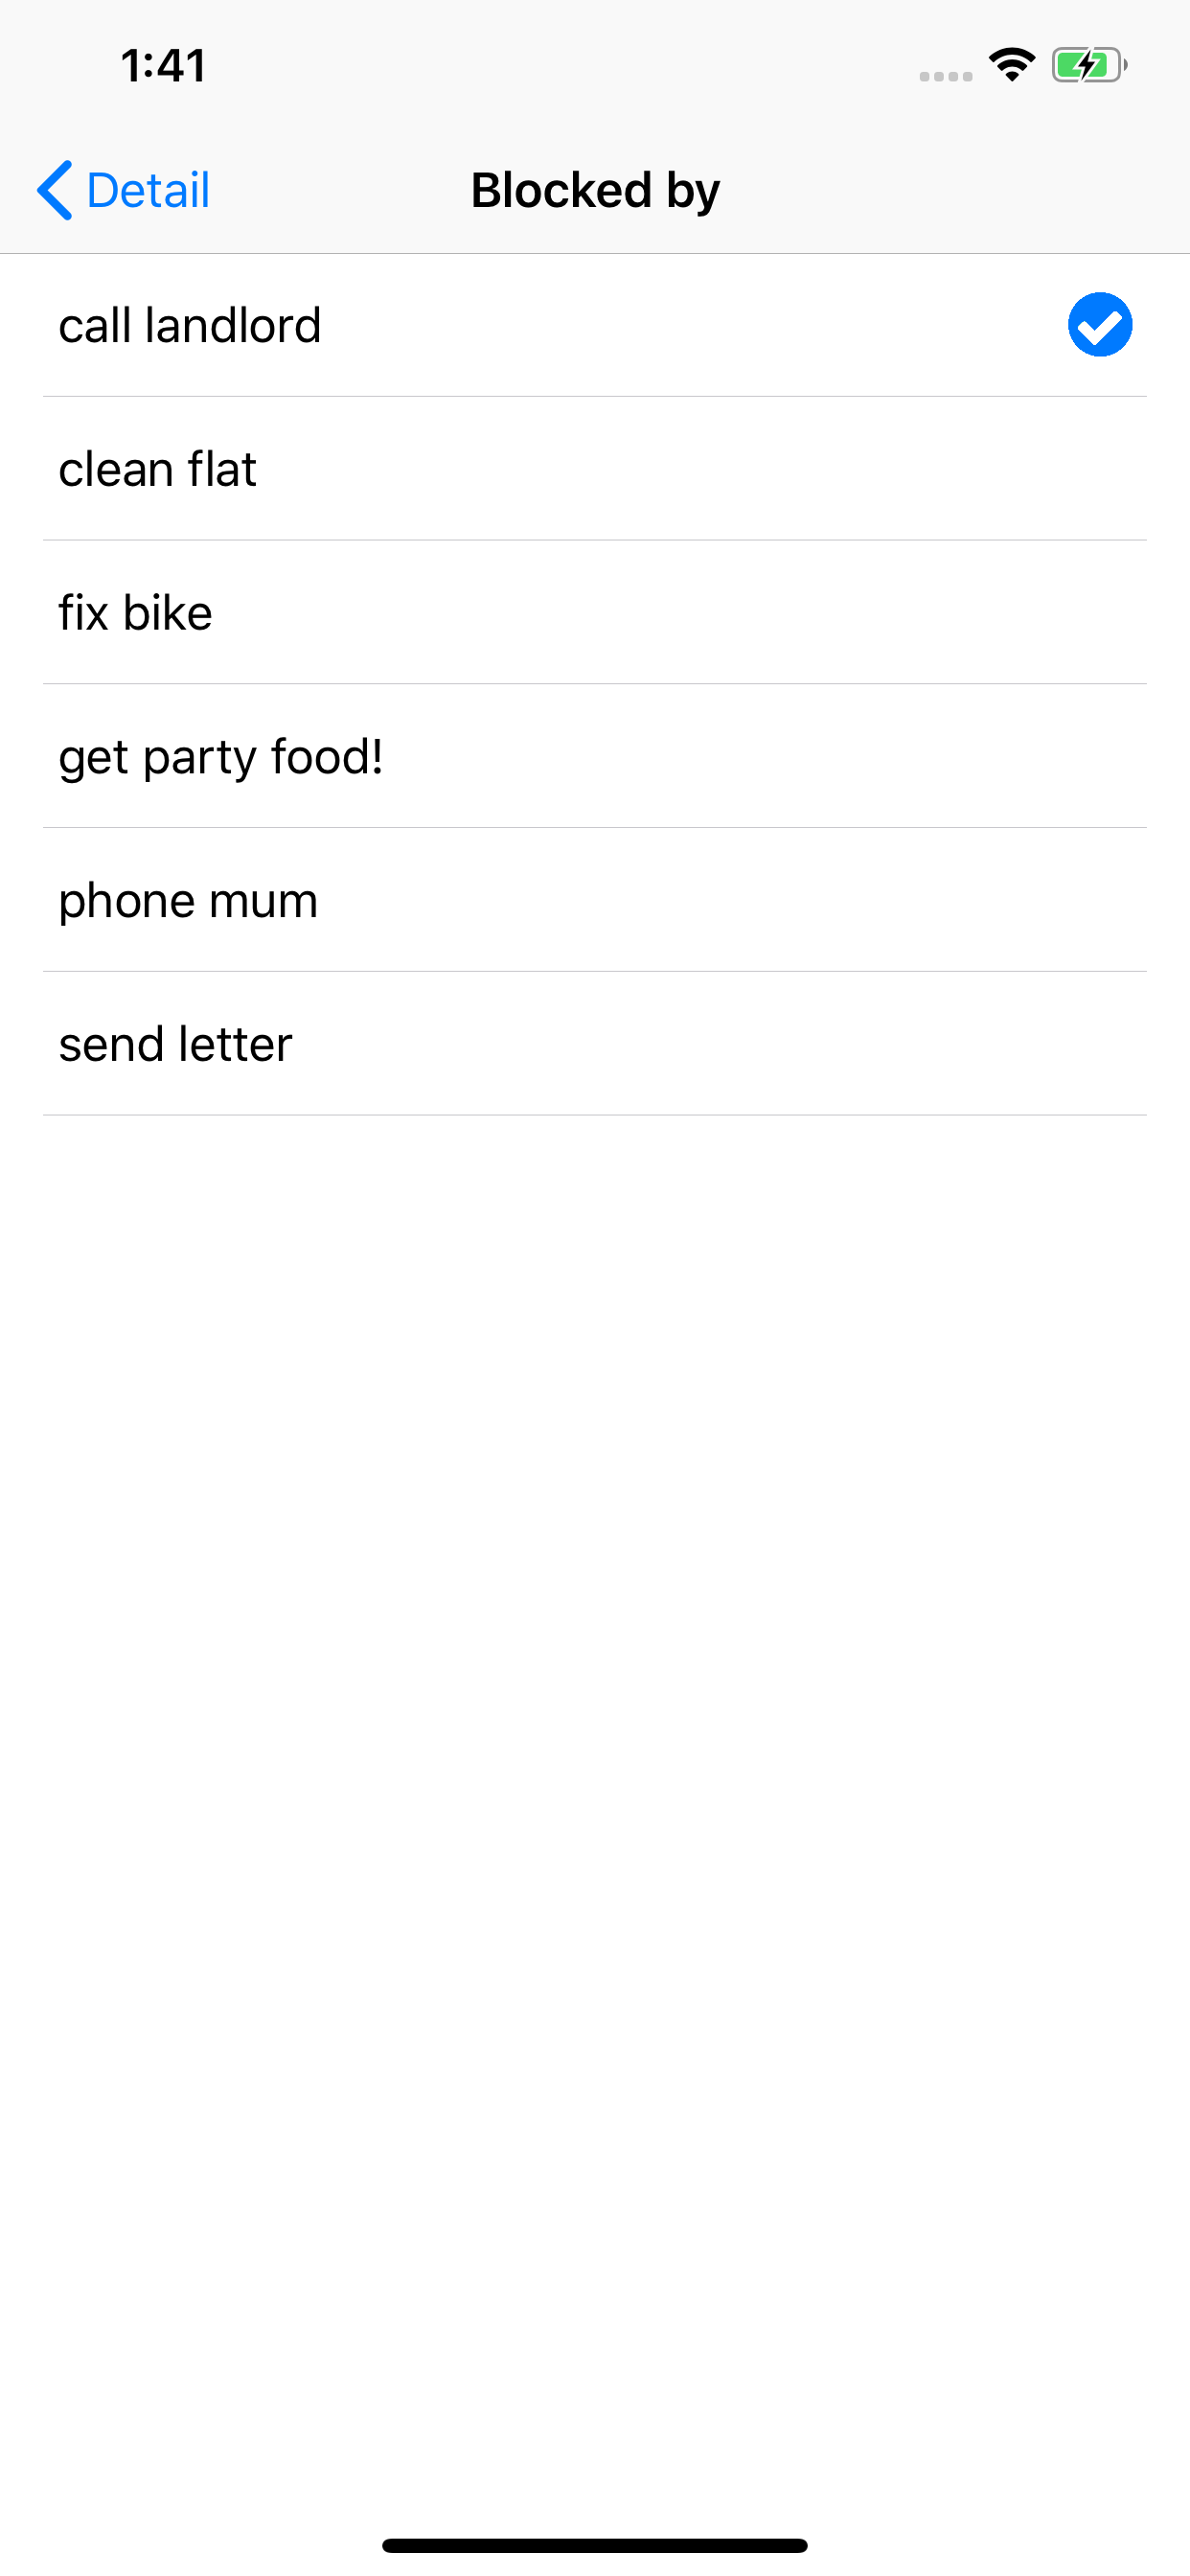 1:41
Detail
Blocked by
call landlord
clean flat
fix bike
get party food!
phone mum
send letter